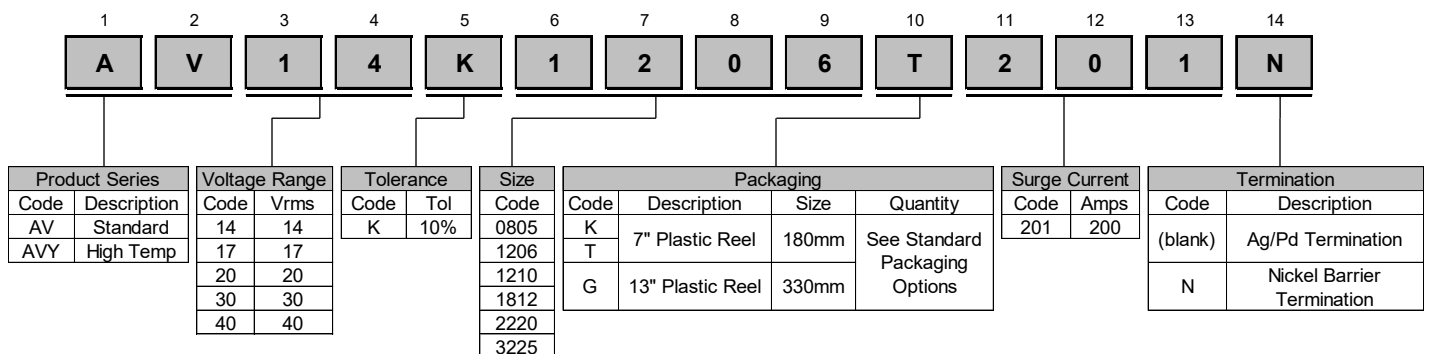 1 2 3 4 5 6 7 8 9 10 11 12 13 14
A V 1 4 K 1 2 0 6 T 2 0 1 N
Product Series
Code Description
AV Standard
AVY High Temp
Voltage Range
Code Vrms
14 14
17 17
20 20
30 30
40 40
Tolerance
Code Tol
K 10%
Size
Code
0805
1206
1210
1812
2220
3225
Packaging
Code Description Size Quantity
K
T
7" Plastic Reel 180mm
G 13" Plastic Reel 330mm
See Standard
Packaging
Options
Surge Current
Code Amps
201 200
Termination
Code Description
(blank) Ag/Pd Termination
N Nickel Barrier
Termination